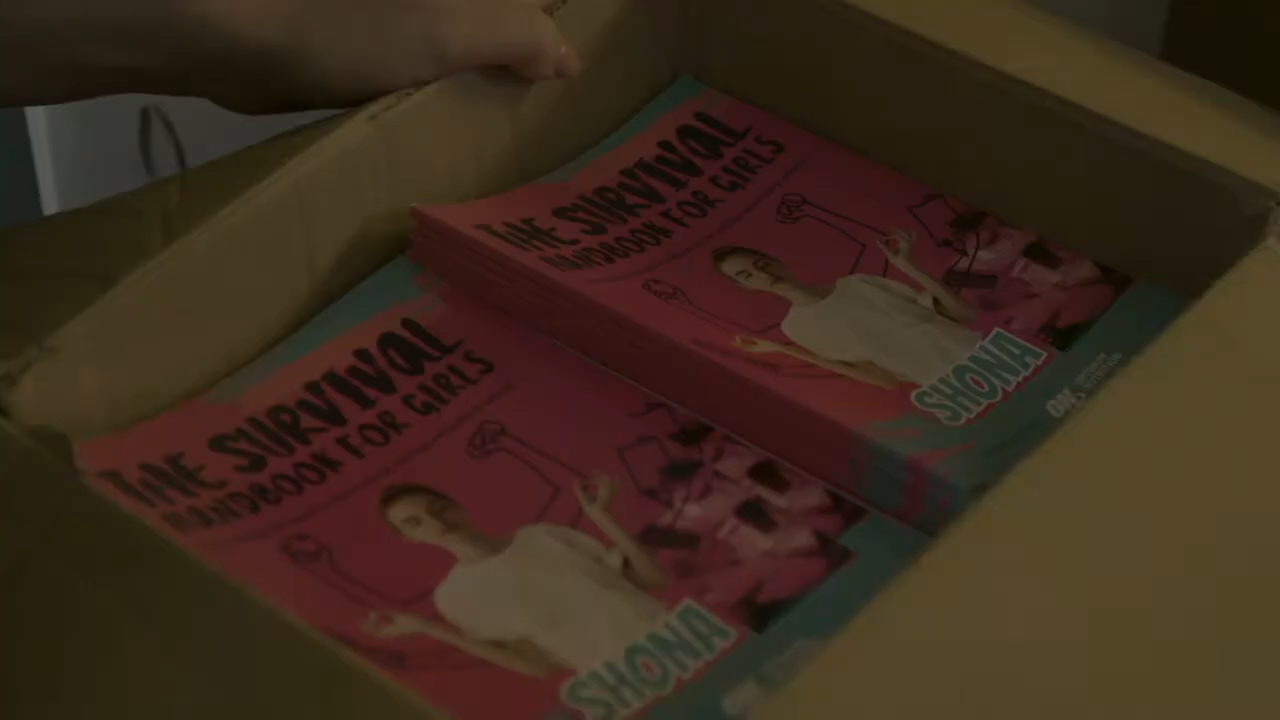 THE SURVIVAL
HANDBOOK FOR GIRLS
SHONA
THE SURVIVAL
HANDBOOK FOR GIRLS
SHONA